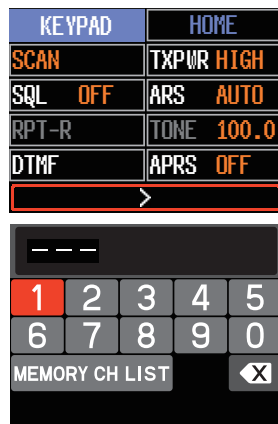 KEYPAD HOME
SCAN TXPWR HIGH
SQL OFF ARS AUTO
RPT-R TONE 100.0
DTMF APRS OFF
>
– – –
1 2 3 4 5
6 7 8 9 0
MEMORY CH LIST X